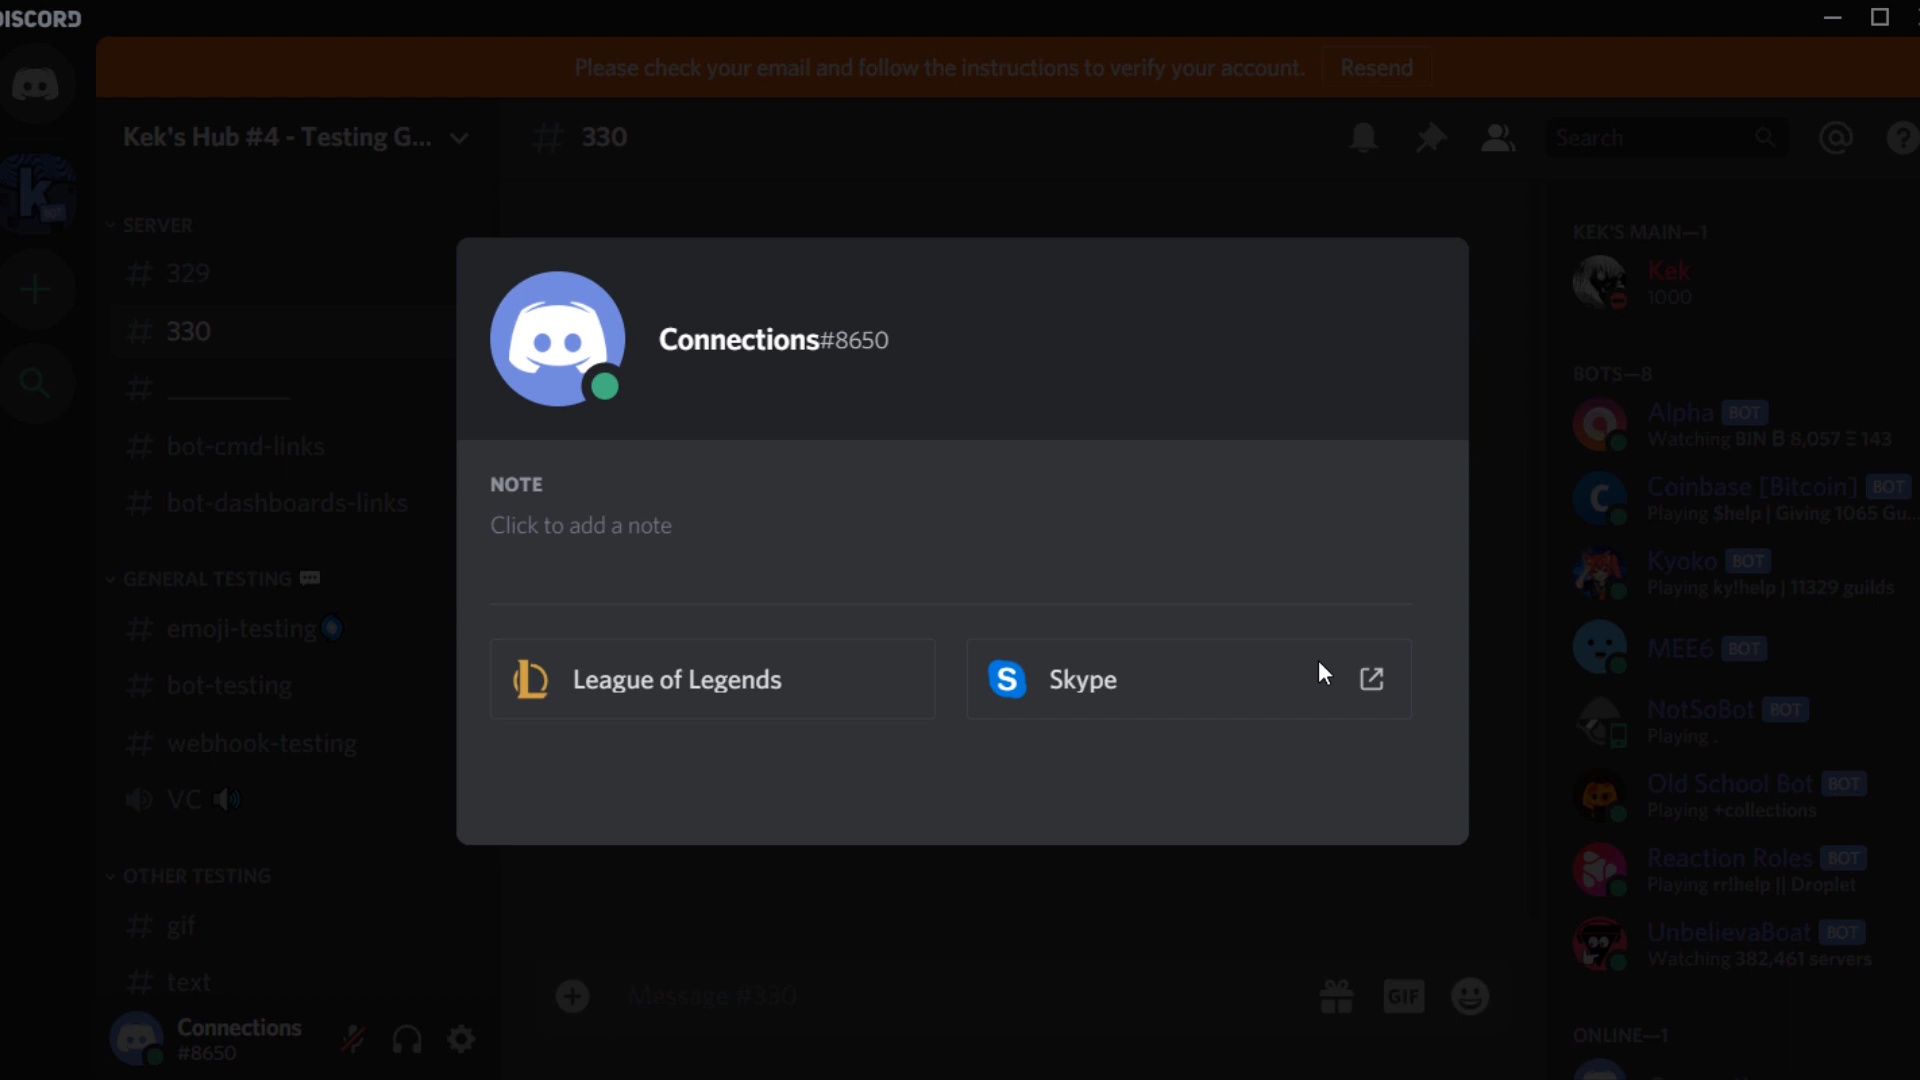 DISCORD
Please check your email and follow the instructions to verify your account. Resend
Kek's Hub #4 - Testing G...
330
Search
SERVER
329
330
____________
bot-cmd-links
bot-dashboards-links
GENERAL TESTING
emoji-testing
bot-testing
webhook-testing
VC
OTHER TESTING
gif
text
Connections
#8650
Connections#8650
NOTE
Click to add a note
League of Legends
Skype
Message #330
GIF
KEK'S MAIN—1
Kek
1000
BOTS—8
Alpha BOT
Watching BIN B 8,057 Ξ 143
Coinbase [Bitcoin] BOT
Playing $help | Giving 1065 Gu...
Kyoko BOT
Playing ky!help | 11329 guilds
MEE6 BOT
NotSoBot BOT
Playing .
Old School Bot BOT
Playing +collections
Reaction Roles BOT
Playing rr!help || Droplet
UnbelievaBoat BOT
Watching 382,461 servers
ONLINE—1